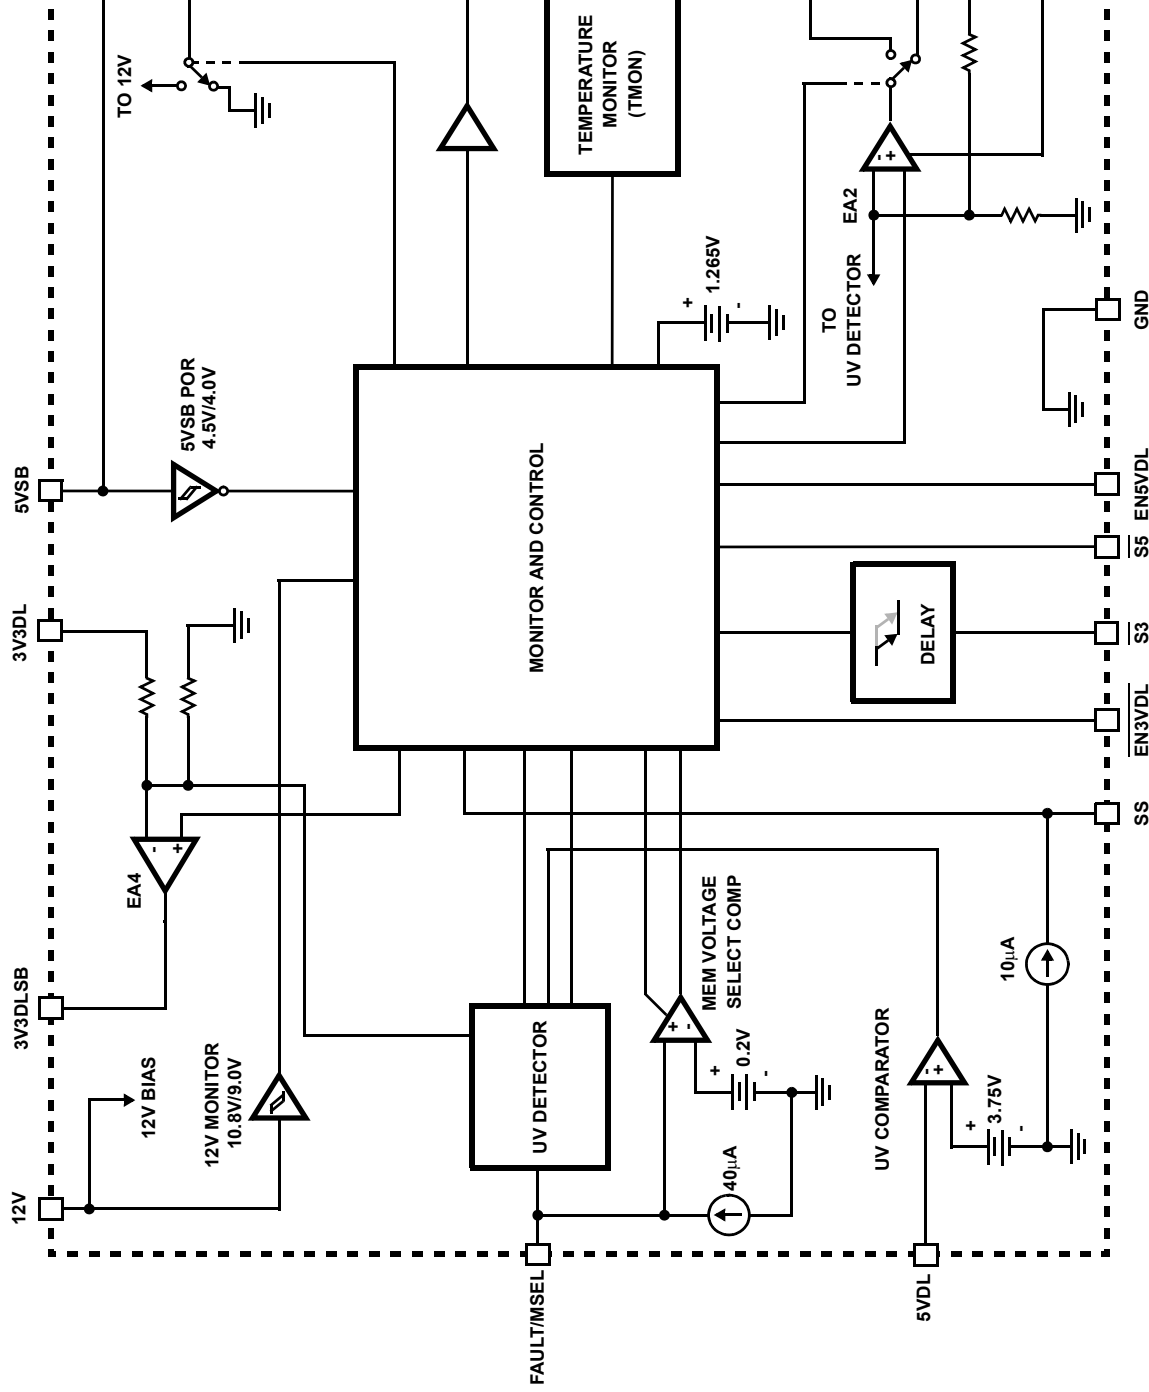 TO 12V
TEMPERATURE
MONITOR
(TMON)
EA2
- +
TO
UV DETECTOR
+
1.265V
-
GND
5VSB
5VSB POR
4.5V/4.0V
MONITOR AND CONTROL
EN5VDL
S5
DELAY
S3
EN3VDL
SS
3V3DL
- +
EA4
3V3DLSB
12V BIAS
12V
12V MONITOR
10.8V/9.0V
UV DETECTOR
MEM VOLTAGE
SELECT COMP
+ -
+
0.2V
-
40µA
10µA
UV COMPARATOR
- +
+
3.75V
-
FAULT/MSEL
5VDL